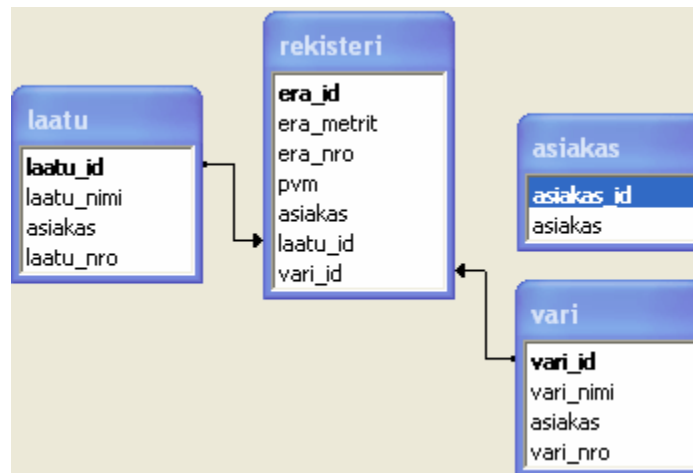 laatu
laatu_id
laatu_nimi
asiakas
laatu_nro
rekisteri
era_id
era_metrit
era_nro
pvm
asiakas
laatu_id
vari_id
asiakas
asiakas_id
asiakas
vari
vari_id
vari_nimi
asiakas
vari_nro